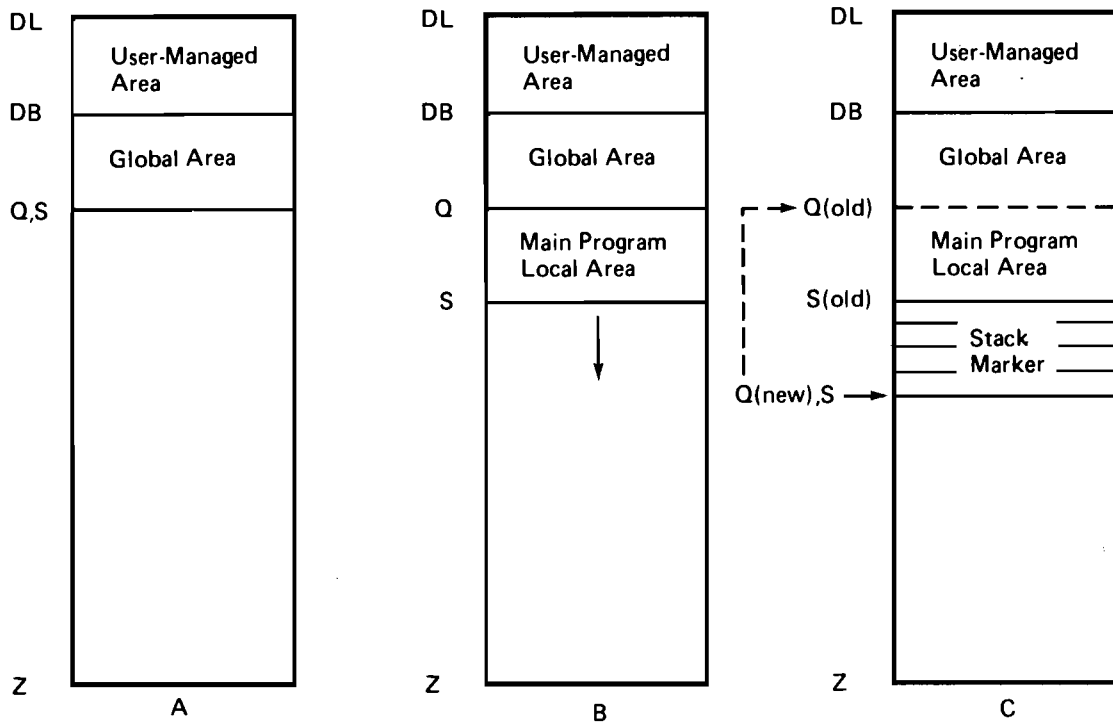 DL
User-Managed
Area
DB
Global Area
Q,S
Z
A
User-Managed
Area
DB
Global Area
Q
Main Program
Local Area
S
Z
B
DL
User-Managed
Area
DB
Global Area
Q(old)
Main Program
Local Area
S(old)
Stack
Marker
Q(new),S
Z
C